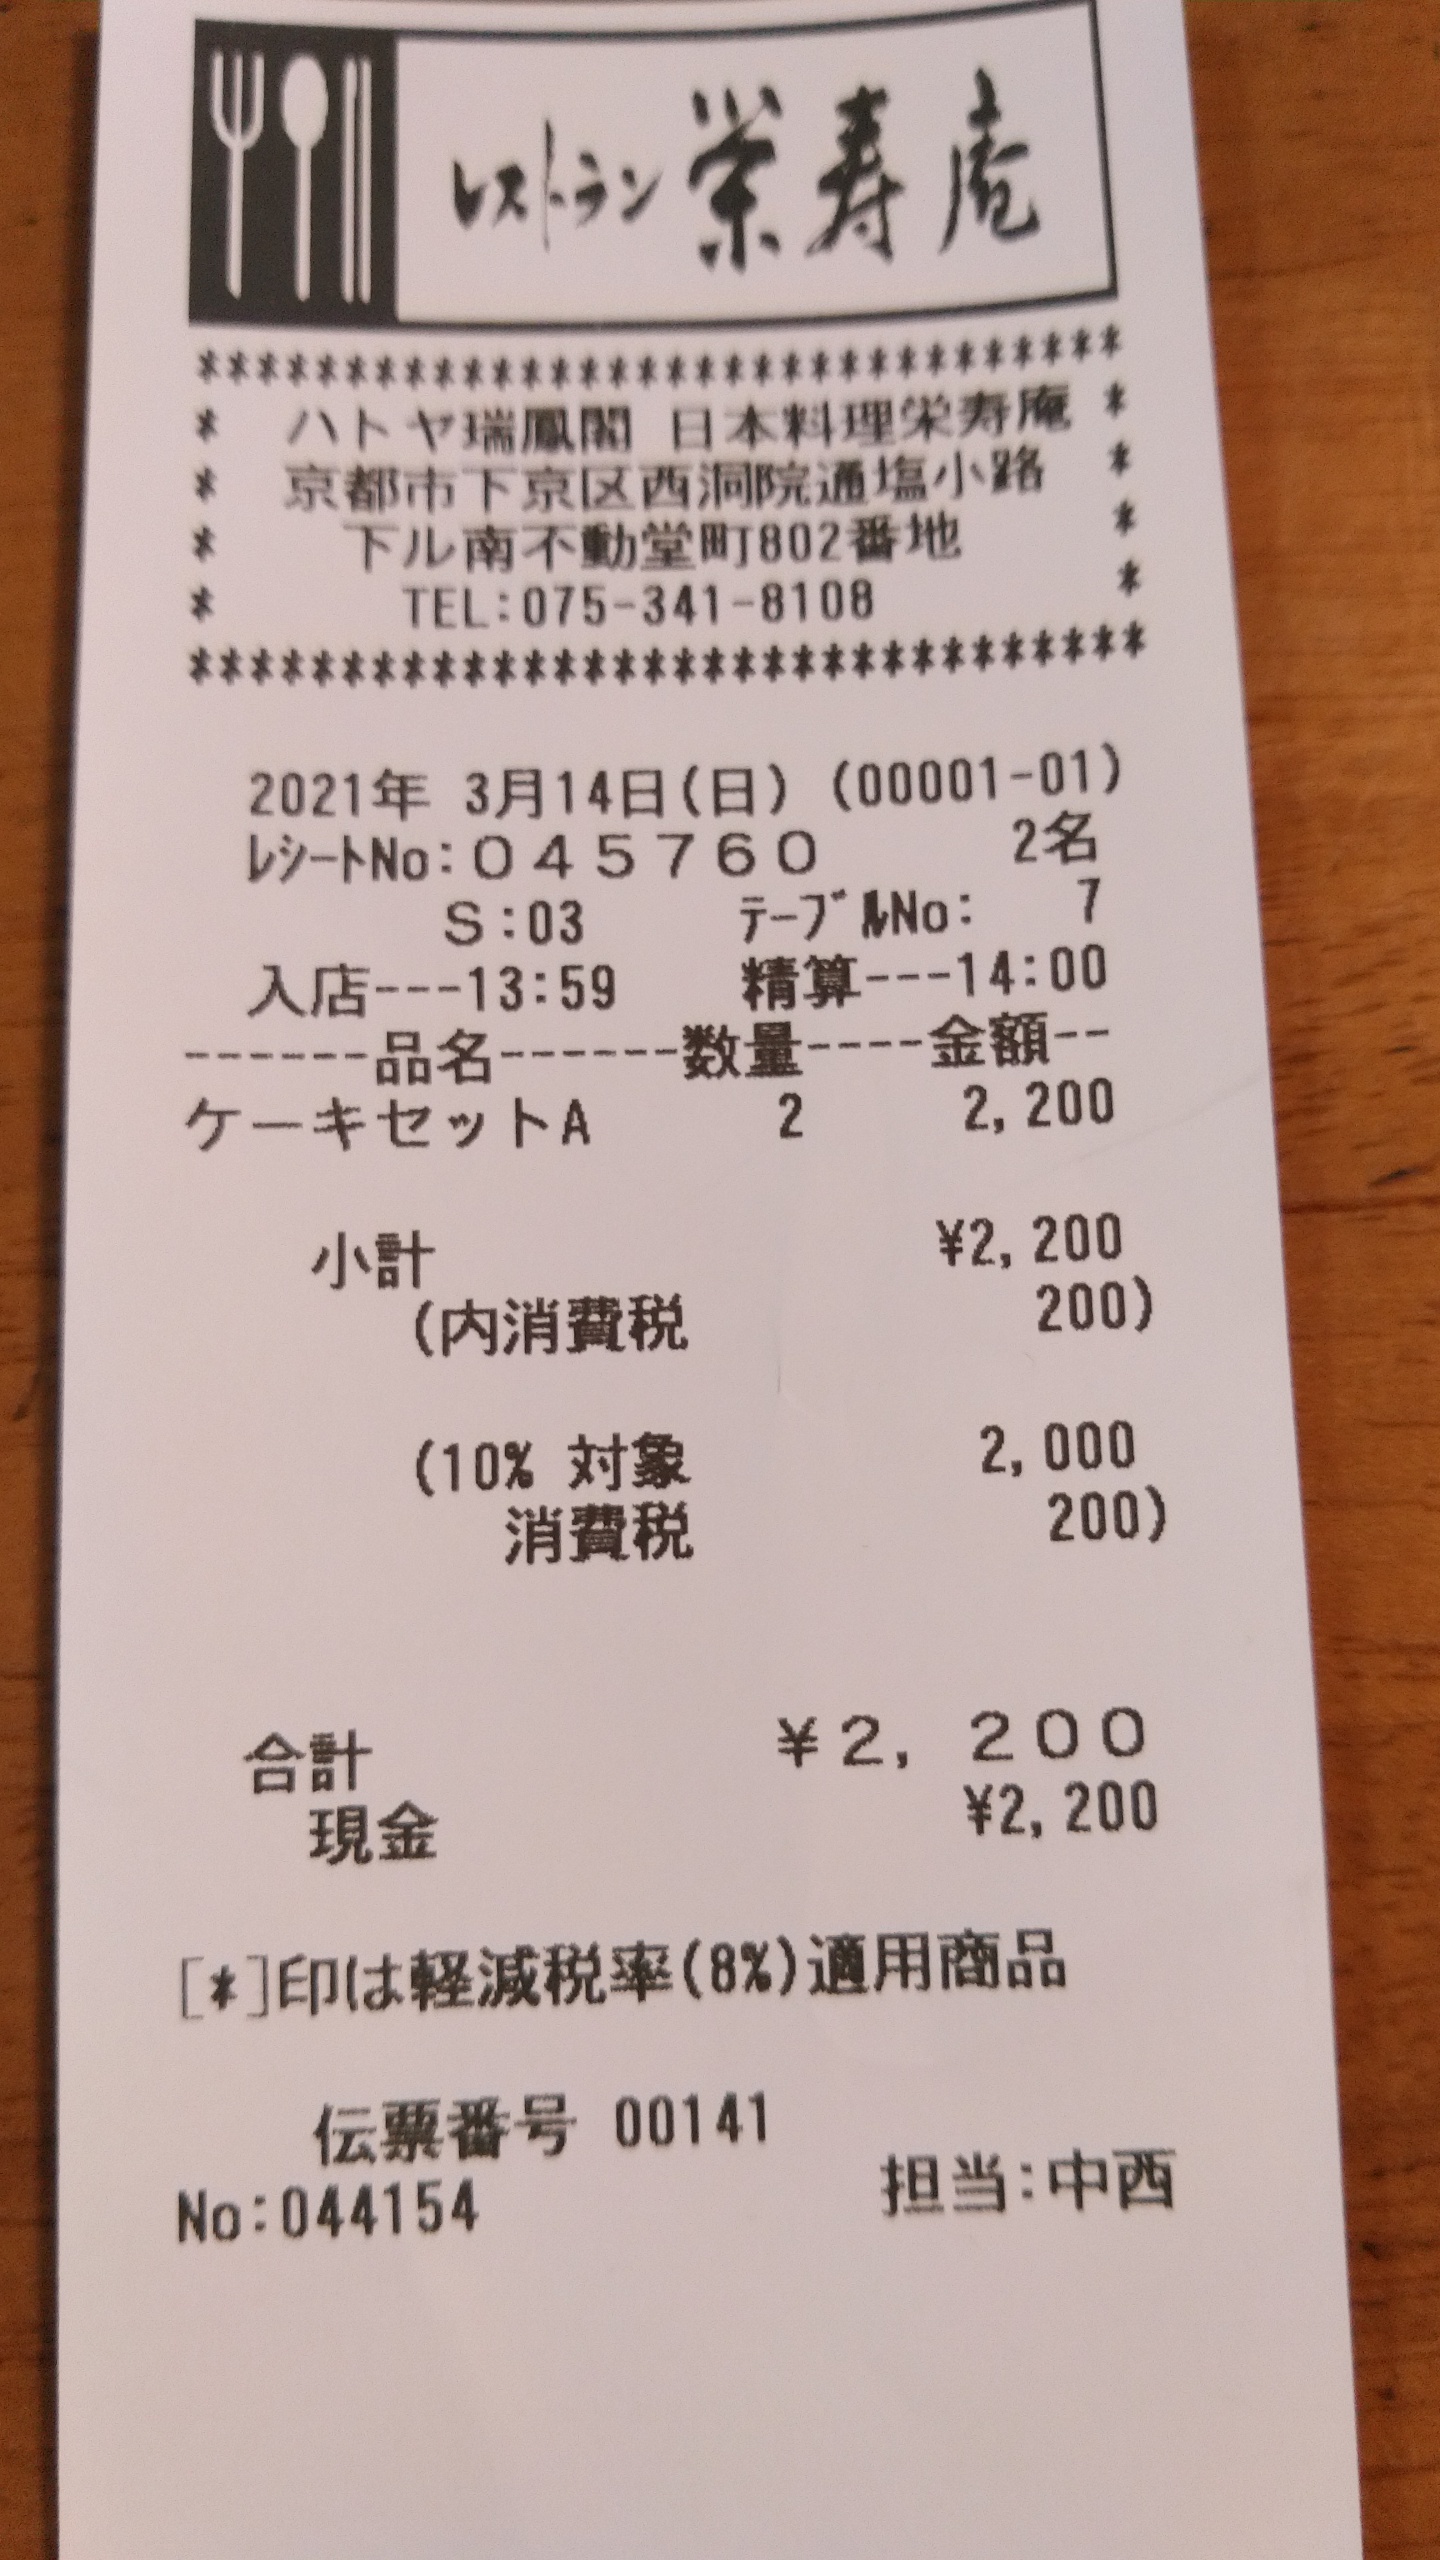 レストラン 栄寿庵
********************************
* ハトヤ瑞鳳閣 日本料理栄寿庵 *
* 京都市下京区西洞院通塩小路 *
* 下ル南不動堂町802番地 *
* TEL:075-341-8108 *
********************************
2021年 3月14日(日) (00001-01)
ﾚｼｰﾄNo:045760 2名
S:03 ﾃｰﾌﾞﾙNo: 7
入店---13:59 精算---14:00
------品名------数量----金額--
ケーキセットA 2 2,200
小計 ¥2,200
(内消費税 200)
(10% 対象 2,000
消費税 200)
合計 ¥2,200
現金 ¥2,200
[*]印は軽減税率(8%)適用商品
伝票番号 00141
No:044154 担当:中西